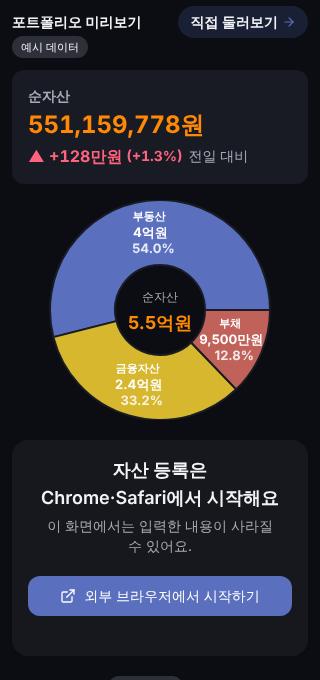 포트폴리오 미리보기
직접 둘러보기 →
예시 데이터
순자산
551,159,778원
▲ +128만원 (+1.3%) 전일 대비
부동산
4억원
54.0%
순자산
5.5억원
부채
9,500만원
12.8%
금융자산
2.4억원
33.2%
자산 등록은
Chrome·Safari에서 시작해요
이 화면에서는 입력한 내용이 사라질
수 있어요.
외부 브라우저에서 시작하기